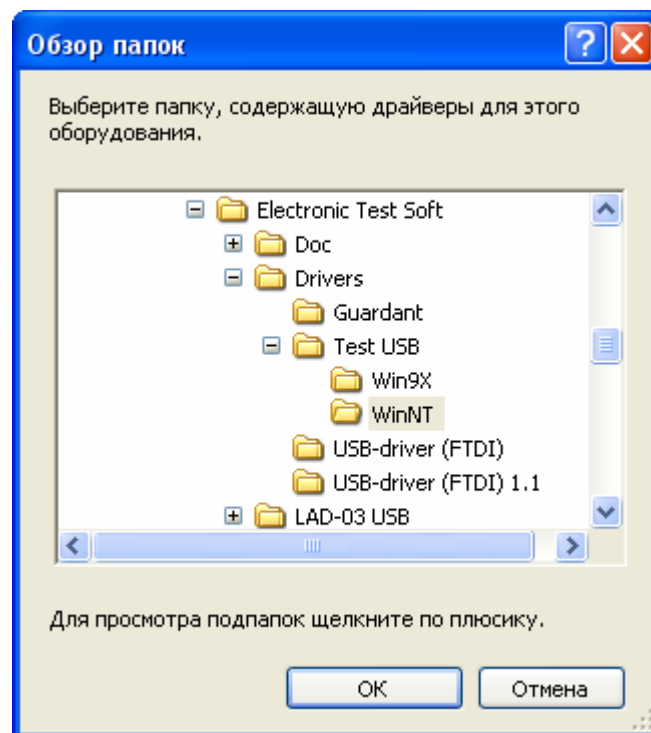 Обзор папок
Выберите папку, содержащую драйверы для этого
оборудования.
Electronic Test Soft
Doc
Drivers
Guardant
Test USB
Win9X
WinNT
USB-driver (FTDI)
USB-driver (FTDI) 1.1
LAD-03 USB
Для просмотра подпапок щелкните по плюсику.
ОК Отмена